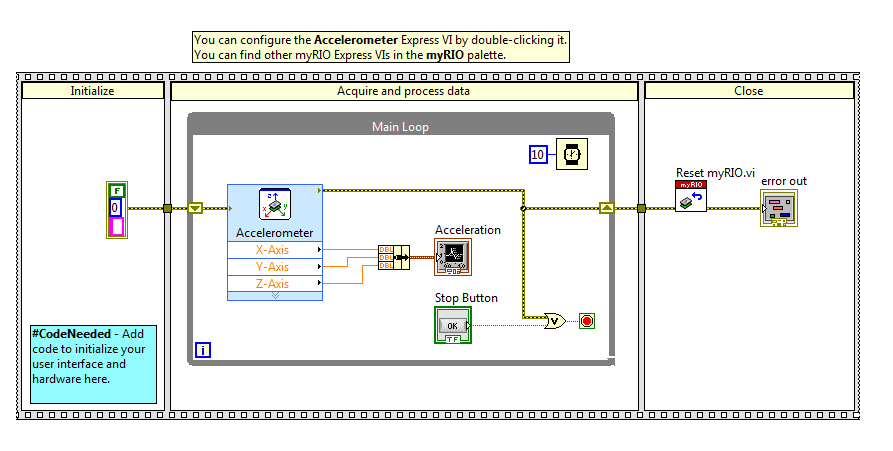 You can configure the Accelerometer Express VI by double-clicking it.
You can find other myRIO Express VIs in the myRIO palette.
Initialize
Acquire and process data
Close
Main Loop
10
Reset myRIO.vi
myRIO
error out
F
0
z
x
y
Accelerometer
X-Axis
Y-Axis
Z-Axis
DBL
DBL
DBL
Acceleration
Stop Button
OK
TF
V
#CodeNeeded - Add
code to initialize your
user interface and
hardware here.
i